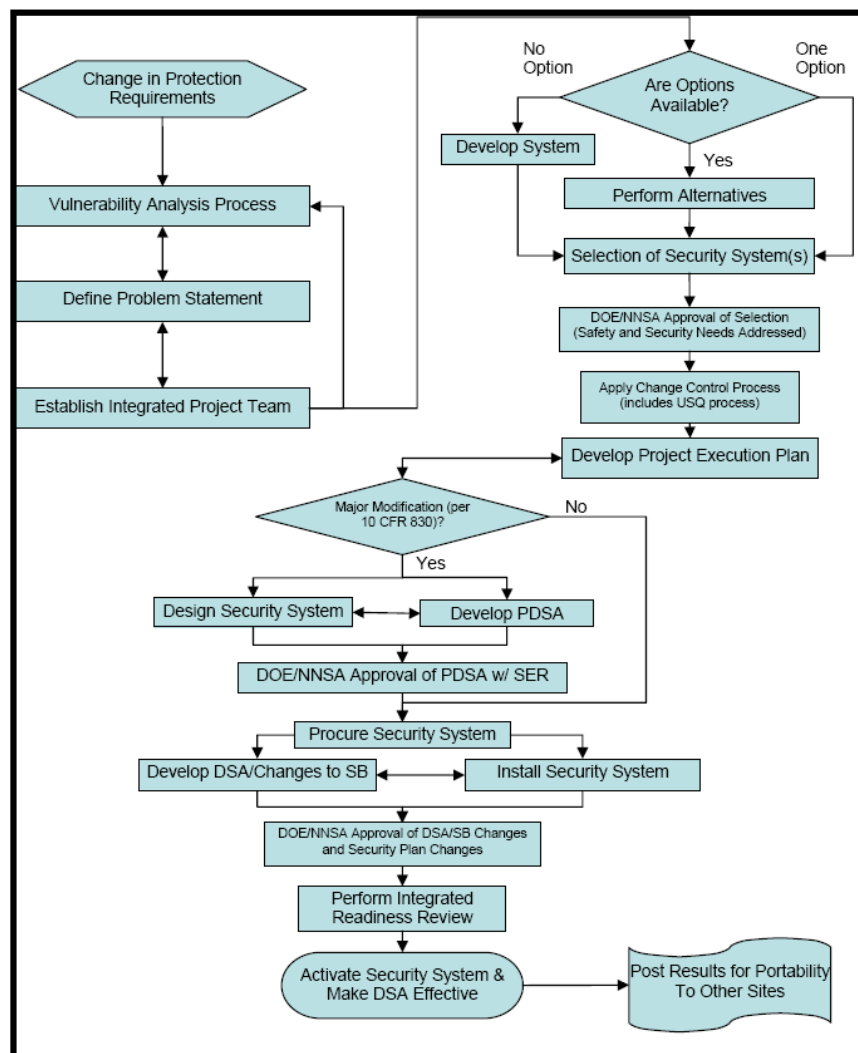 Change in Protection
Requirements
Vulnerability Analysis Process
Define Problem Statement
Establish Integrated Project Team
No
Option
Are Options
Available?
One
Option
Develop System
Yes
Perform Alternatives
Selection of Security System(s)
DOE/NNSA Approval of Selection
(Safety and Security Needs Addressed)
Apply Change Control Process
(includes USQ process)
Develop Project Execution Plan
Major Modification (per
10 CFR 830)?
No
Yes
Design Security System
Develop PDSA
DOE/NNSA Approval of PDSA w/ SER
Procure Security System
Develop DSA/Changes to SB
Install Security System
DOE/NNSA Approval of DSA/SB Changes
and Security Plan Changes
Perform Integrated
Readiness Review
Activate Security System &
Make DSA Effective
Post Results for Portability
To Other Sites